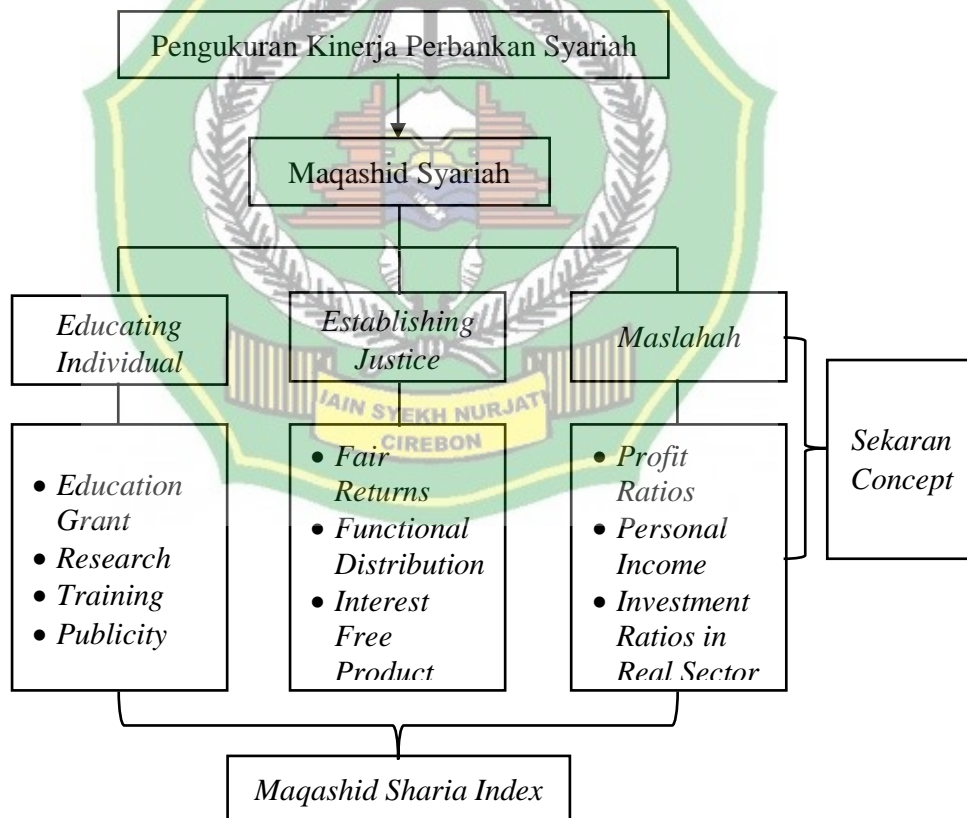 Pengukuran Kinerja Perbankan Syariah
Maqashid Syariah
Educating
Individual
Establishing
Justice
Maslahah
IAIN SYEKH NURJATI
CIREBON
• Education
Grant
• Research
• Training
• Publicity
• Fair
Returns
• Functional
Distribution
• Interest
Free
Product
• Profit
Ratios
• Personal
Income
• Investment
Ratios in
Real Sector
Sekaran
Concept
Maqashid Sharia Index